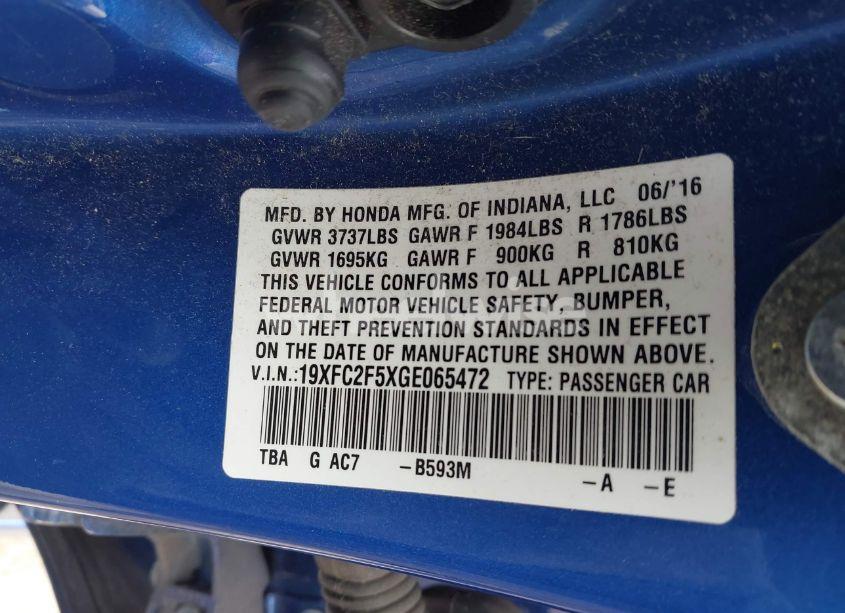 MFD. BY HONDA MFG. OF INDIANA, LLC 06/'16
GVWR 3737LBS GAWR F 1984LBS R 1786LBS
GVWR 1695KG GAWR F 900KG R 810KG
THIS VEHICLE CONFORMS TO ALL APPLICABLE
FEDERAL MOTOR VEHICLE SAFETY, BUMPER,
AND THEFT PREVENTION STANDARDS IN EFFECT
ON THE DATE OF MANUFACTURE SHOWN ABOVE.
V.I.N.:19XFC2F5XGE065472 TYPE: PASSENGER CAR
TBA G AC7 -B593M
-A -E